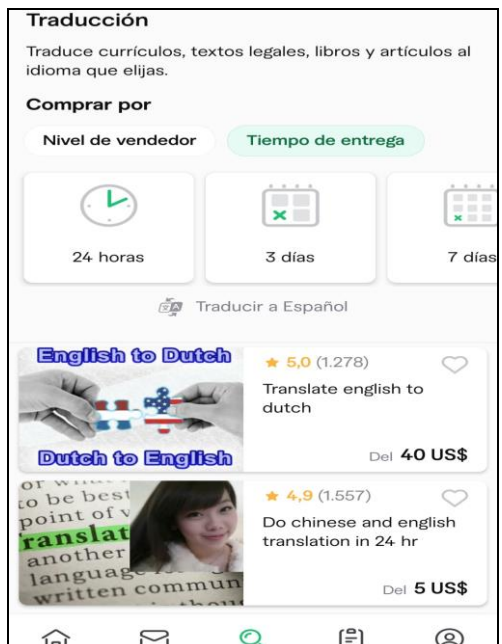 Traducción
Traduce currículos, textos legales, libros y artículos al
idioma que elijas.
Comprar por
Nivel de vendedor
Tiempo de entrega
24 horas
3 días
7 días
Traducir a Español
English to Dutch
Dutch to English
5,0 (1.278)
Translate english to
dutch
Del 40 US$
to be best
point of
another
language
written commun
4,9 (1.557)
Do chinese and english
translation in 24 hr
Del 5 US$